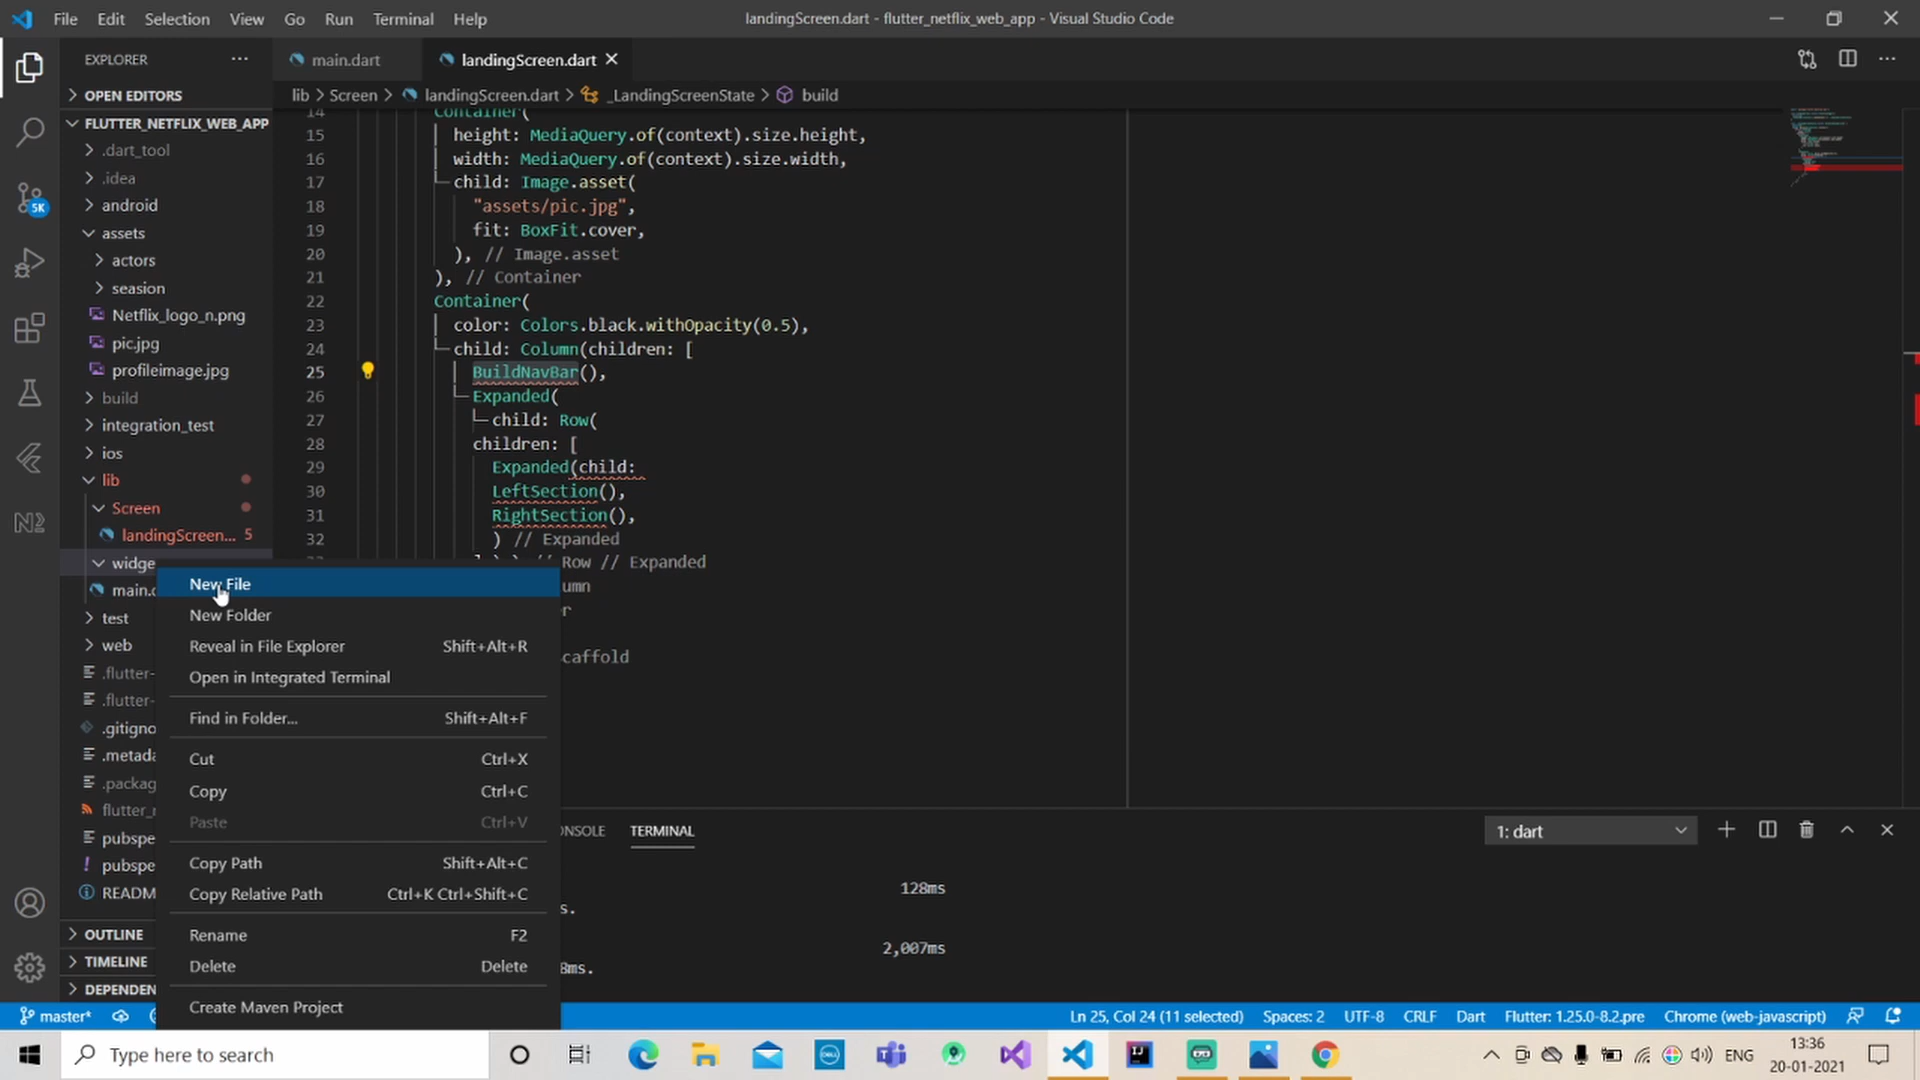 File Edit Selection View Go Run Terminal Help
landingScreen.dart - flutter_netflix_web_app - Visual Studio Code
EXPLORER
main.dart
landingScreen.dart
OPEN EDITORS
lib > Screen > landingScreen.dart > _LandingScreenState > build
FLUTTER_NETFLIX_WEB_APP
.dart_tool
.idea
android
assets
actors
seasion
Netflix_logo_n.png
pic.jpg
profileimage.jpg
build
integration_test
ios
lib
Screen
landingScreen... 5
widge
main.
test
web
.flutter-
.flutter-
.gitigno
.metada
.packag
flutter_
pubspe
pubspe
README
OUTLINE
TIMELINE
DEPENDEN
5K
14 Container(
15 height: MediaQuery.of(context).size.height,
16 width: MediaQuery.of(context).size.width,
17 child: Image.asset(
18 "assets/pic.jpg",
19 fit: BoxFit.cover,
20 ), // Image.asset
21 ), // Container
22 Container(
23 color: Colors.black.withOpacity(0.5),
24 child: Column(children: [
25 BuildNavBar(),
26 Expanded(
27 child: Row(
28 children: [
29 Expanded(child:
30 LeftSection(),
31 RightSection(),
32 ) // Expanded
Row // Expanded
umn
r
caffold
New File
New Folder
Reveal in File Explorer Shift+Alt+R
Open in Integrated Terminal
Find in Folder... Shift+Alt+F
Cut Ctrl+X
Copy Ctrl+C
Paste Ctrl+V
Copy Path Shift+Alt+C
Copy Relative Path Ctrl+K Ctrl+Shift+C
Rename F2
Delete Delete
Create Maven Project
ONSOLE TERMINAL
1: dart
128ms
s.
2,007ms
8ms.
master*
Ln 25, Col 24 (11 selected) Spaces: 2 UTF-8 CRLF Dart Flutter: 1.25.0-8.2.pre Chrome (web-javascript)
Type here to search
ENG
13:36
20-01-2021